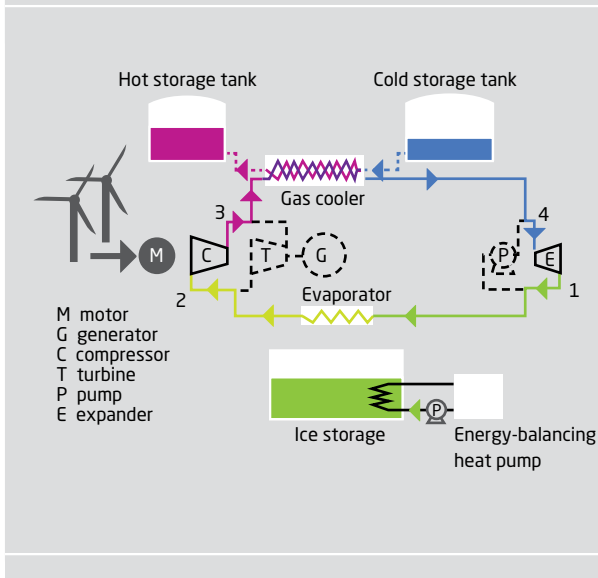 Hot storage tank
Cold storage tank
Gas cooler
3
4
M
C
T
G
P
E
2
Evaporator
1
M motor
G generator
C compressor
T turbine
P pump
E expander
P
Ice storage
Energy-balancing
heat pump